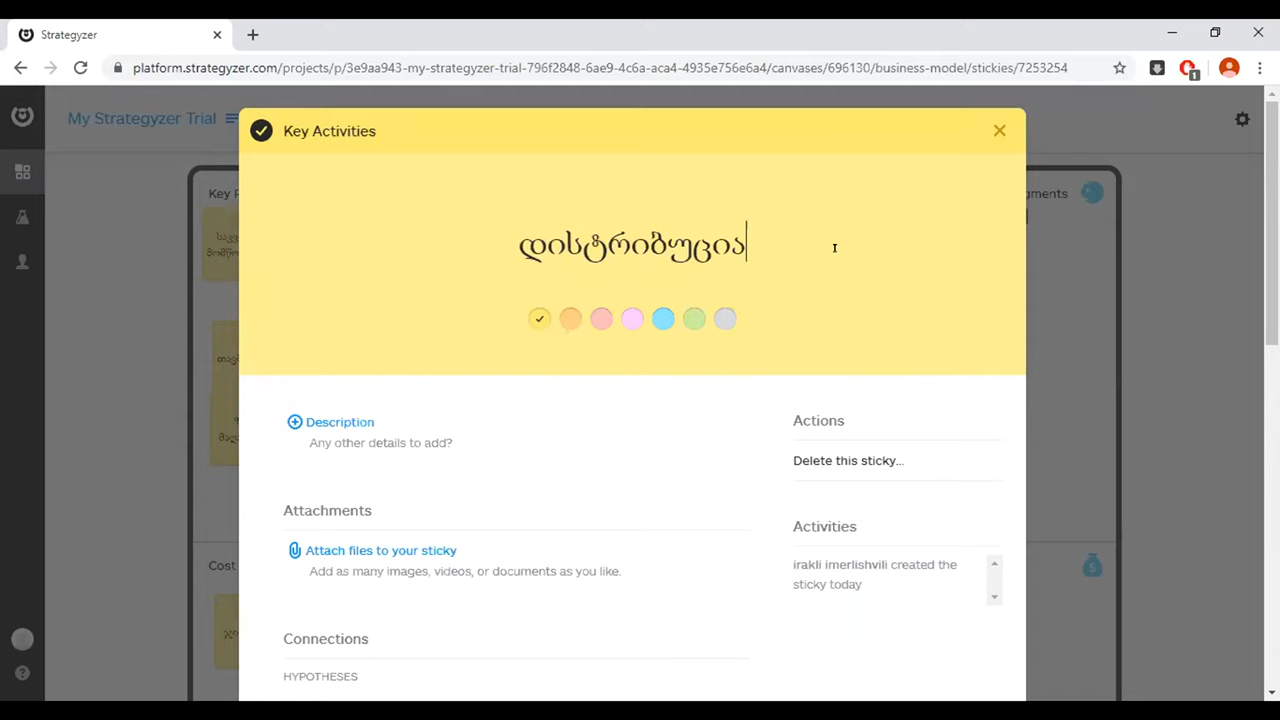 Strategyzer
platform.strategyzer.com/projects/p/3e9aa943-my-strategyzer-trial-796f2848-6ae9-4c6a-aca4-4935e756e6a4/canvases/696130/business-model/stickies/7253254
1
My Strategyzer Trial
Key Activities
Key
დისტრიბუცია
Description
Any other details to add?
Actions
Delete this sticky...
Attachments
Attach files to your sticky
Add as many images, videos, or documents as you like.
Activities
irakli imerlishvili created the
sticky today
Cost
Connections
HYPOTHESES